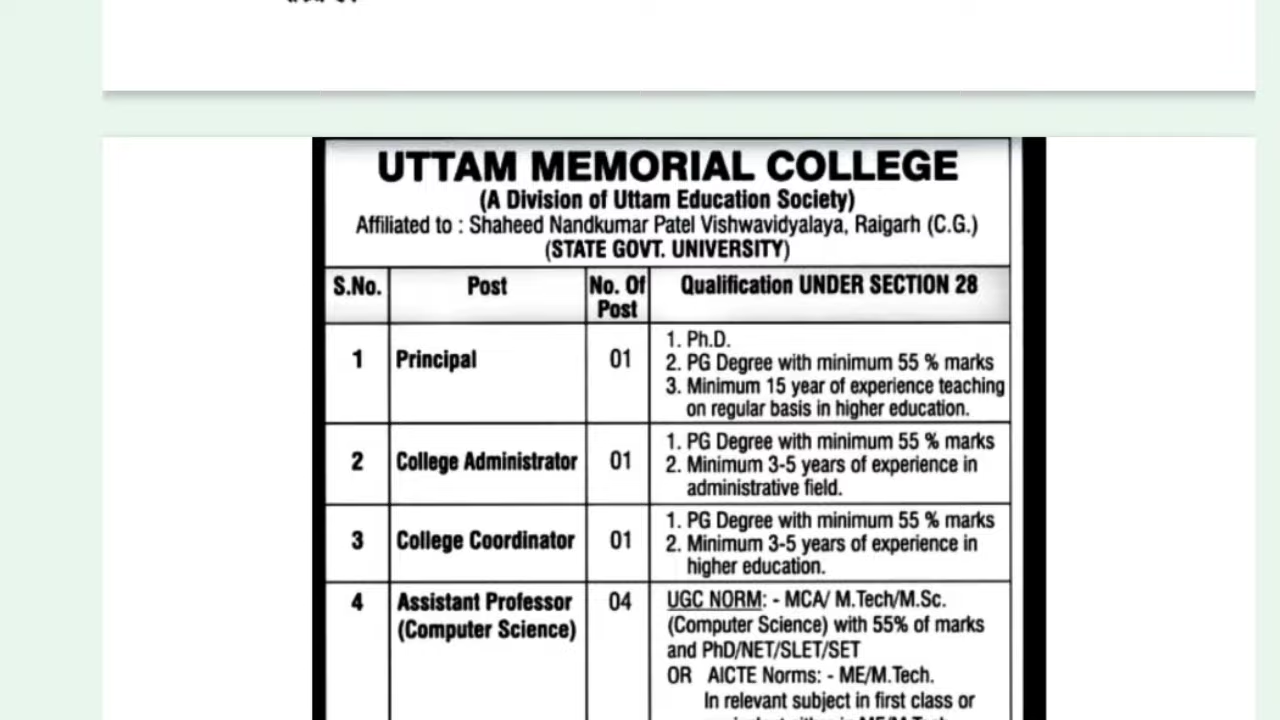 UTTAM MEMORIAL COLLEGE
(A Division of Uttam Education Society)
Affiliated to : Shaheed Nandkumar Patel Vishwavidyalaya, Raigarh (C.G.)
(STATE GOVT. UNIVERSITY)
S.No. Post No. Of Post Qualification UNDER SECTION 28
1 Principal 01 1. Ph.D.
2. PG Degree with minimum 55 % marks
3. Minimum 15 year of experience teaching
on regular basis in higher education.
2 College Administrator 01 1. PG Degree with minimum 55 % marks
2. Minimum 3-5 years of experience in
administrative field.
3 College Coordinator 01 1. PG Degree with minimum 55 % marks
2. Minimum 3-5 years of experience in
higher education.
4 Assistant Professor 04 UGC NORM: - MCA/ M.Tech/M.Sc.
(Computer Science) (Computer Science) with 55% of marks
and PhD/NET/SLET/SET
OR AICTE Norms: - ME/M.Tech.
In relevant subject in first class or